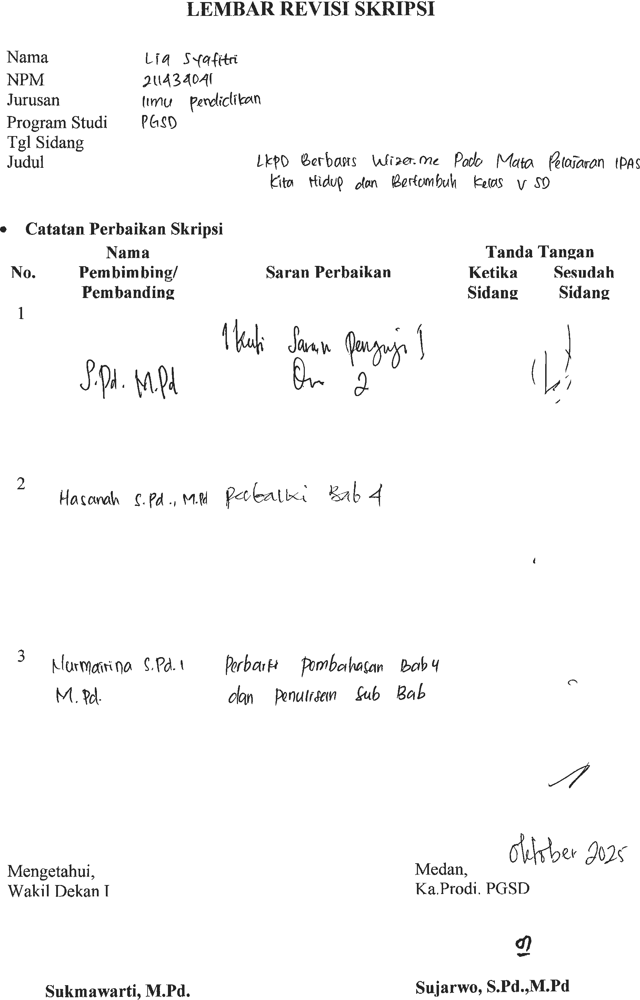 LEMBAR REVISI SKRIPSI
Nama Lia Syafitri
NPM 211434041
Jurusan Ilmu Pendidikan
Program Studi PGSD
Tgl Sidang
Judul LKPD Berbasis Wizer.me Pada Mata Pelajaran IPAS
Kita Hidup dan Bertumbuh Kelas V SD
• Catatan Perbaikan Skripsi
Nama Tanda Tangan
No. Pembimbing/ Saran Perbaikan Ketika Sesudah
Pembanding Sidang Sidang
1
Ikuti Saran Penguji 1
S.Pd. M.Pd Dan 2
2
Hasanah S.Pd., M.Pd Perbaiki Bab 4
3
Nurmairina S.Pd.I Perbaiki Pembahasan Bab 4
M.Pd. dan Penulisan Sub Bab
Oktober 2025
Mengetahui, Medan,
Wakil Dekan I Ka.Prodi. PGSD
Sukmawarti, M.Pd. Sujarwo, S.Pd.,M.Pd